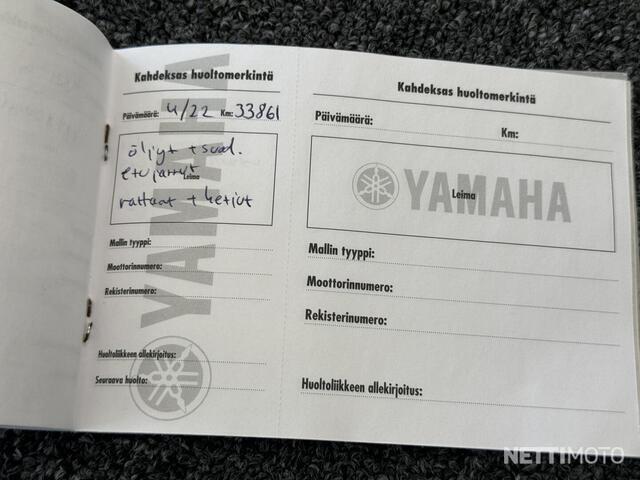 Kahdeksas huoltomerkintä
Päivämäärä: 4/22 Km: 33861
öljyt + suod.
etujarrut
Leima
rattaat + ketjut
Mallin tyyppi:
Moottorinnumero:
Rekisterinumero:
Huoltoliikkeen allekirjoitus:
Seuraava huolto:
YAMAHA
Kahdeksas huoltomerkintä
Päivämäärä:
Km:
YAMAHA
Leima
Mallin tyyppi:
Moottorinnumero:
Rekisterinumero:
Huoltoliikkeen allekirjoitus:
NETTIMOTO